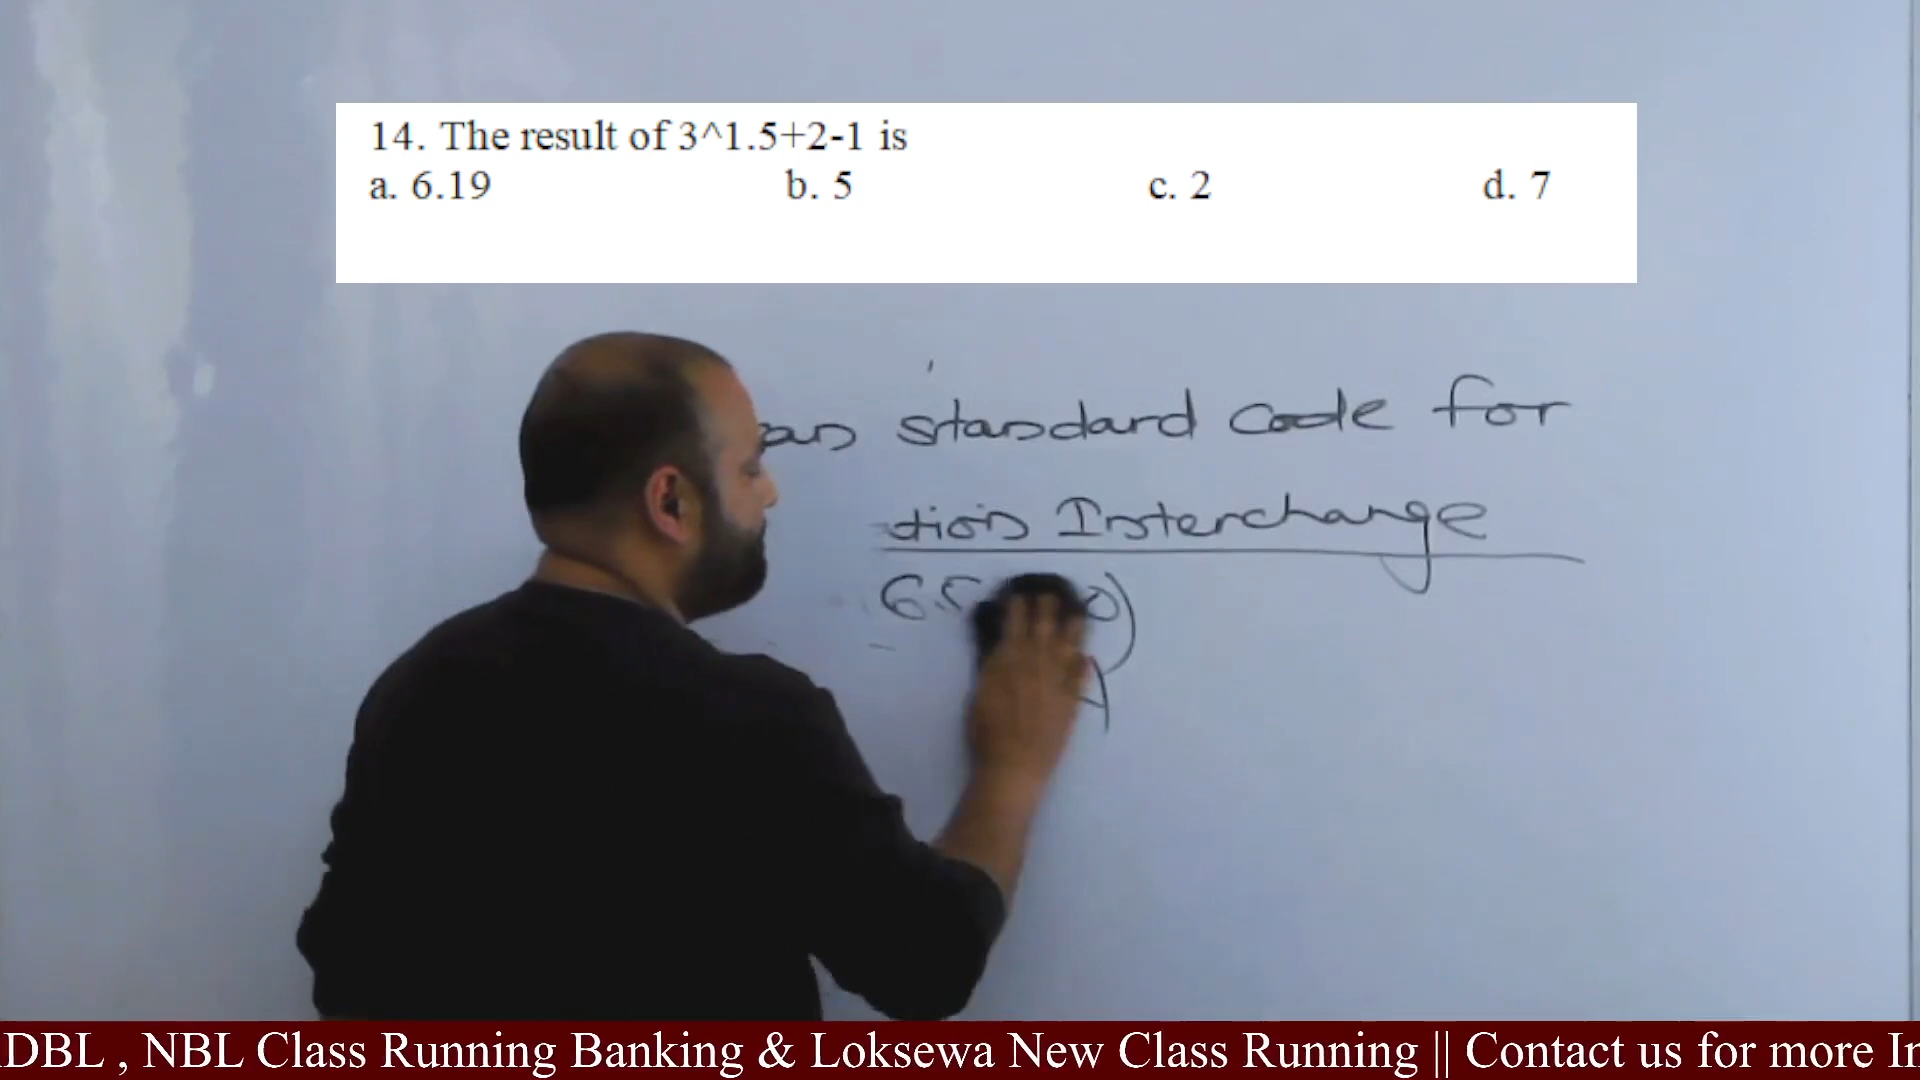 14. The result of 3^1.5+2-1 is
a. 6.19 b. 5 c. 2 d. 7
standard code for
Interchange
DBL , NBL Class Running Banking & Loksewa New Class Running || Contact us for more